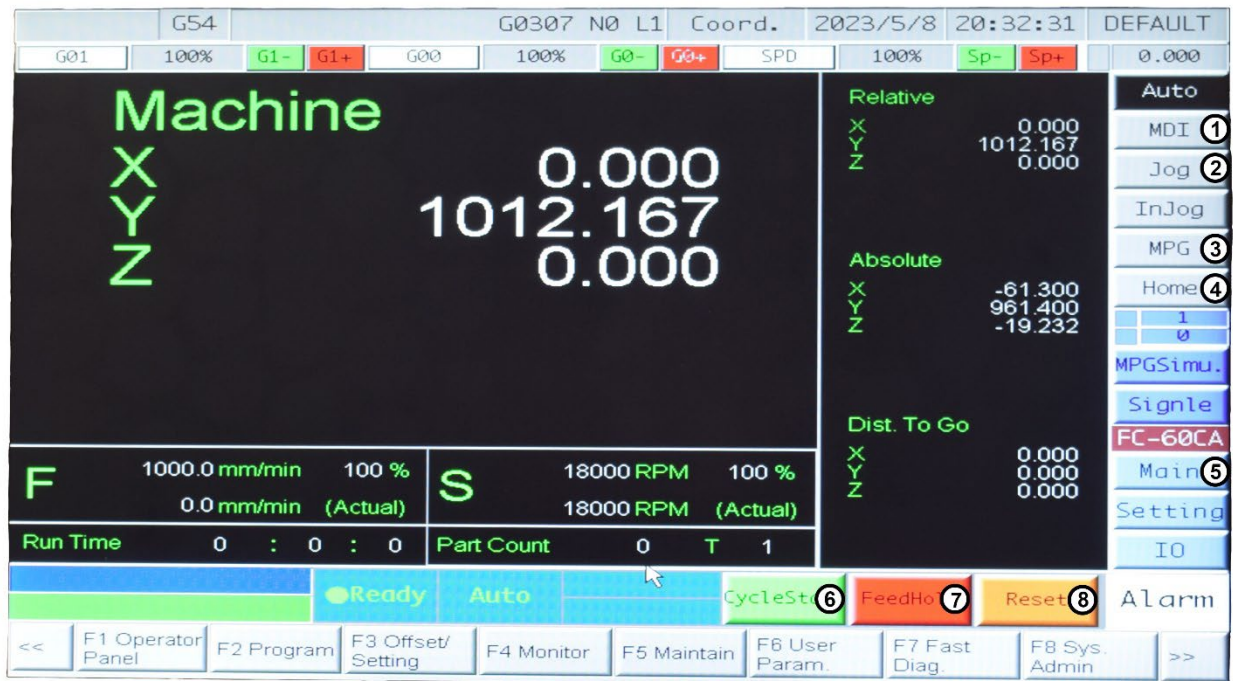 G54 G0307 N0 L1 Coord. 2023/5/8 20:32:31 DEFAULT
G01 100% G1- G1+ G00 100% G0- G0+ SPD 100% Sp- Sp+ 0.000
Machine
X 0.000
Y 1012.167
Z 0.000
Relative
X 0.000
Y 1012.167
Z 0.000
Absolute
X -61.300
Y 961.400
Z -19.232
Dist. To Go
X 0.000
Y 0.000
Z 0.000
Auto
MDI ①
Jog ②
InJog
MPG ③
Home ④
1
0
MPGSimu.
Signle
FC-60CA
Main ⑤
Setting
IO
F 1000.0 mm/min 100 %
0.0 mm/min (Actual)
S 18000 RPM 100 %
18000 RPM (Actual)
Run Time 0 : 0 : 0 Part Count 0 T 1
Ready Auto CycleSta ⑥ FeedHol ⑦ Reset ⑧ Alarm
<< F1 Operator Panel F2 Program F3 Offset/ Setting F4 Monitor F5 Maintain F6 User Param. F7 Fast Diag. F8 Sys. Admin >>